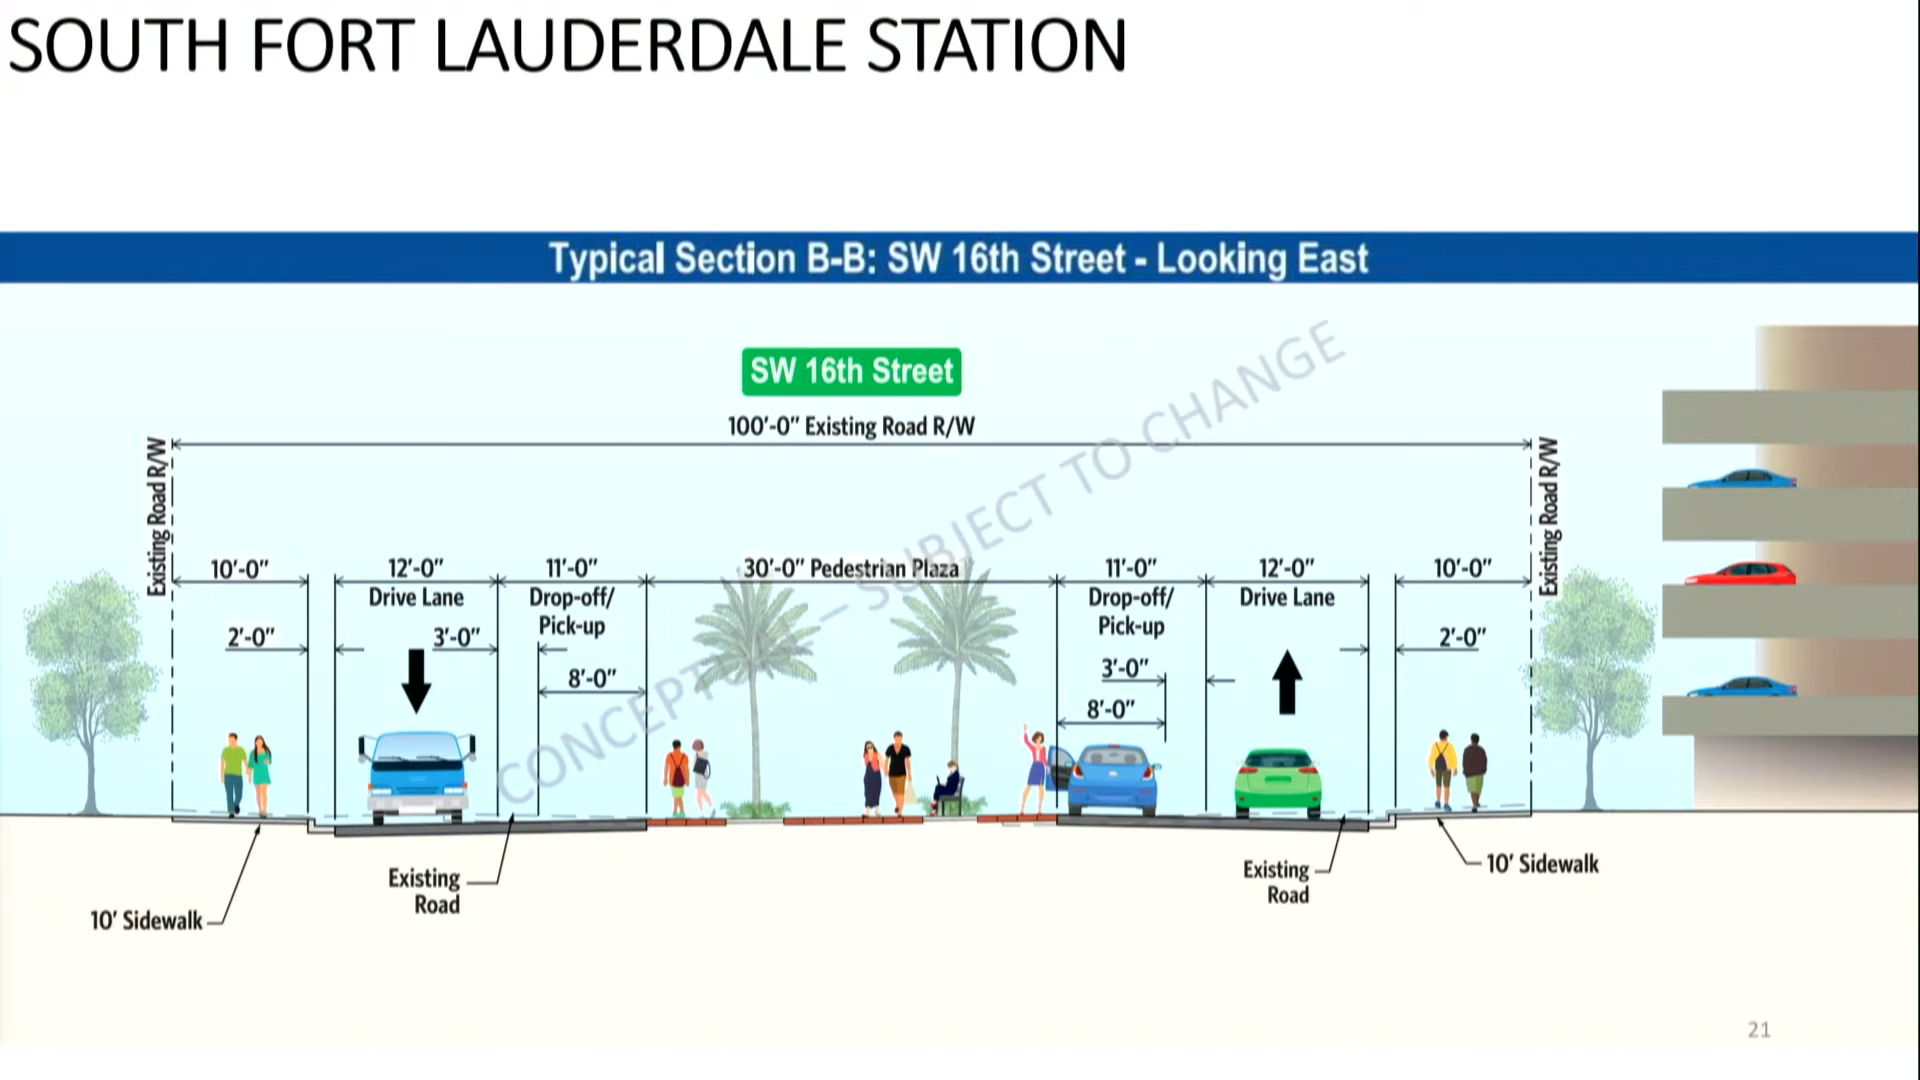 SOUTH FORT LAUDERDALE STATION
Typical Section B-B: SW 16th Street - Looking East
SW 16th Street
100'-0" Existing Road R/W
Existing Road R/W
Existing Road R/W
10'-0"
12'-0"
Drive Lane
11'-0"
Drop-off/
Pick-up
30'-0" Pedestrian Plaza
11'-0"
Drop-off/
Pick-up
12'-0"
Drive Lane
10'-0"
2'-0"
3'-0"
8'-0"
3'-0"
8'-0"
2'-0"
CONCEPTUAL – SUBJECT TO CHANGE
10' Sidewalk
Existing
Road
Existing
Road
10' Sidewalk
21